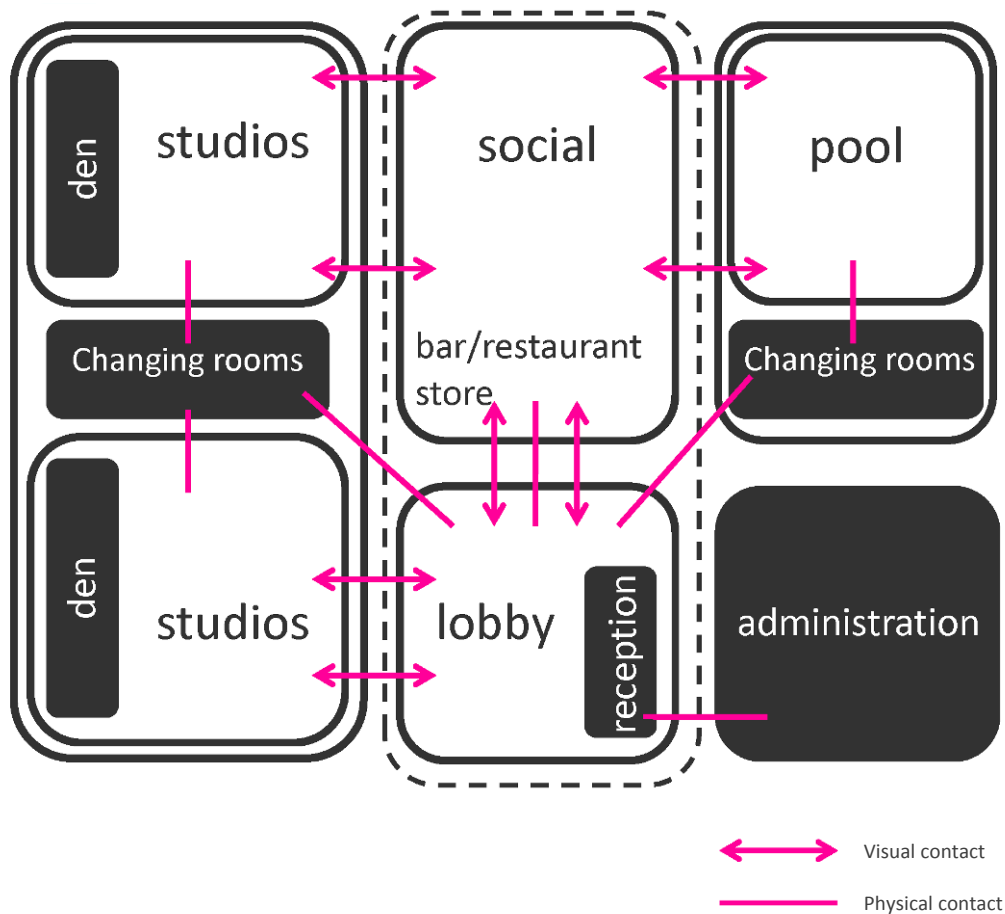 den
studios
social
pool
Changing rooms
bar/restaurant
store
Changing rooms
den
studios
lobby
reception
administration
Visual contact
Physical contact